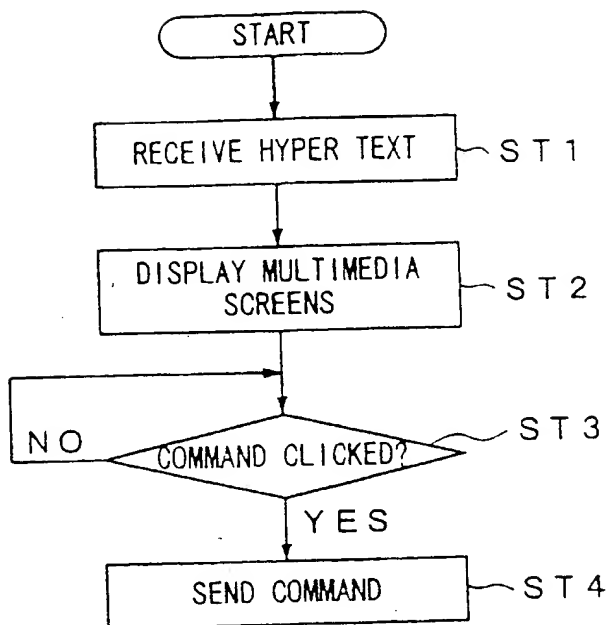 START
RECEIVE HYPER TEXT
ST1
DISPLAY MULTIMEDIA
SCREENS
ST2
COMMAND CLICKED?
ST3
NO
YES
SEND COMMAND
ST4